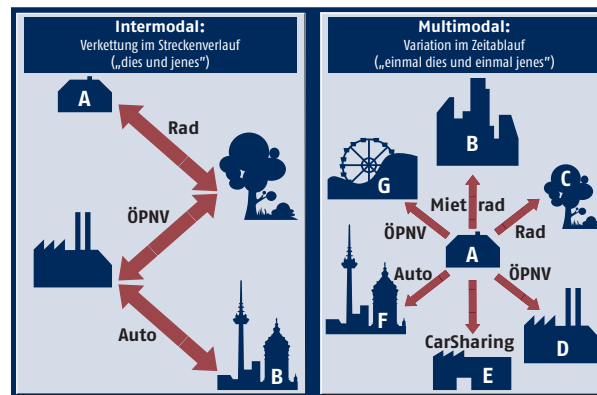 Intermodal:
Verkettung im Streckenverlauf
(„dies und jenes")
A
Rad
ÖPNV
Auto
B
Multimodal:
Variation im Zeitablauf
(„einmal dies und einmal jenes")
B
G
C
Miet rad
ÖPNV
Rad
A
Auto
ÖPNV
F
CarSharing
D
E